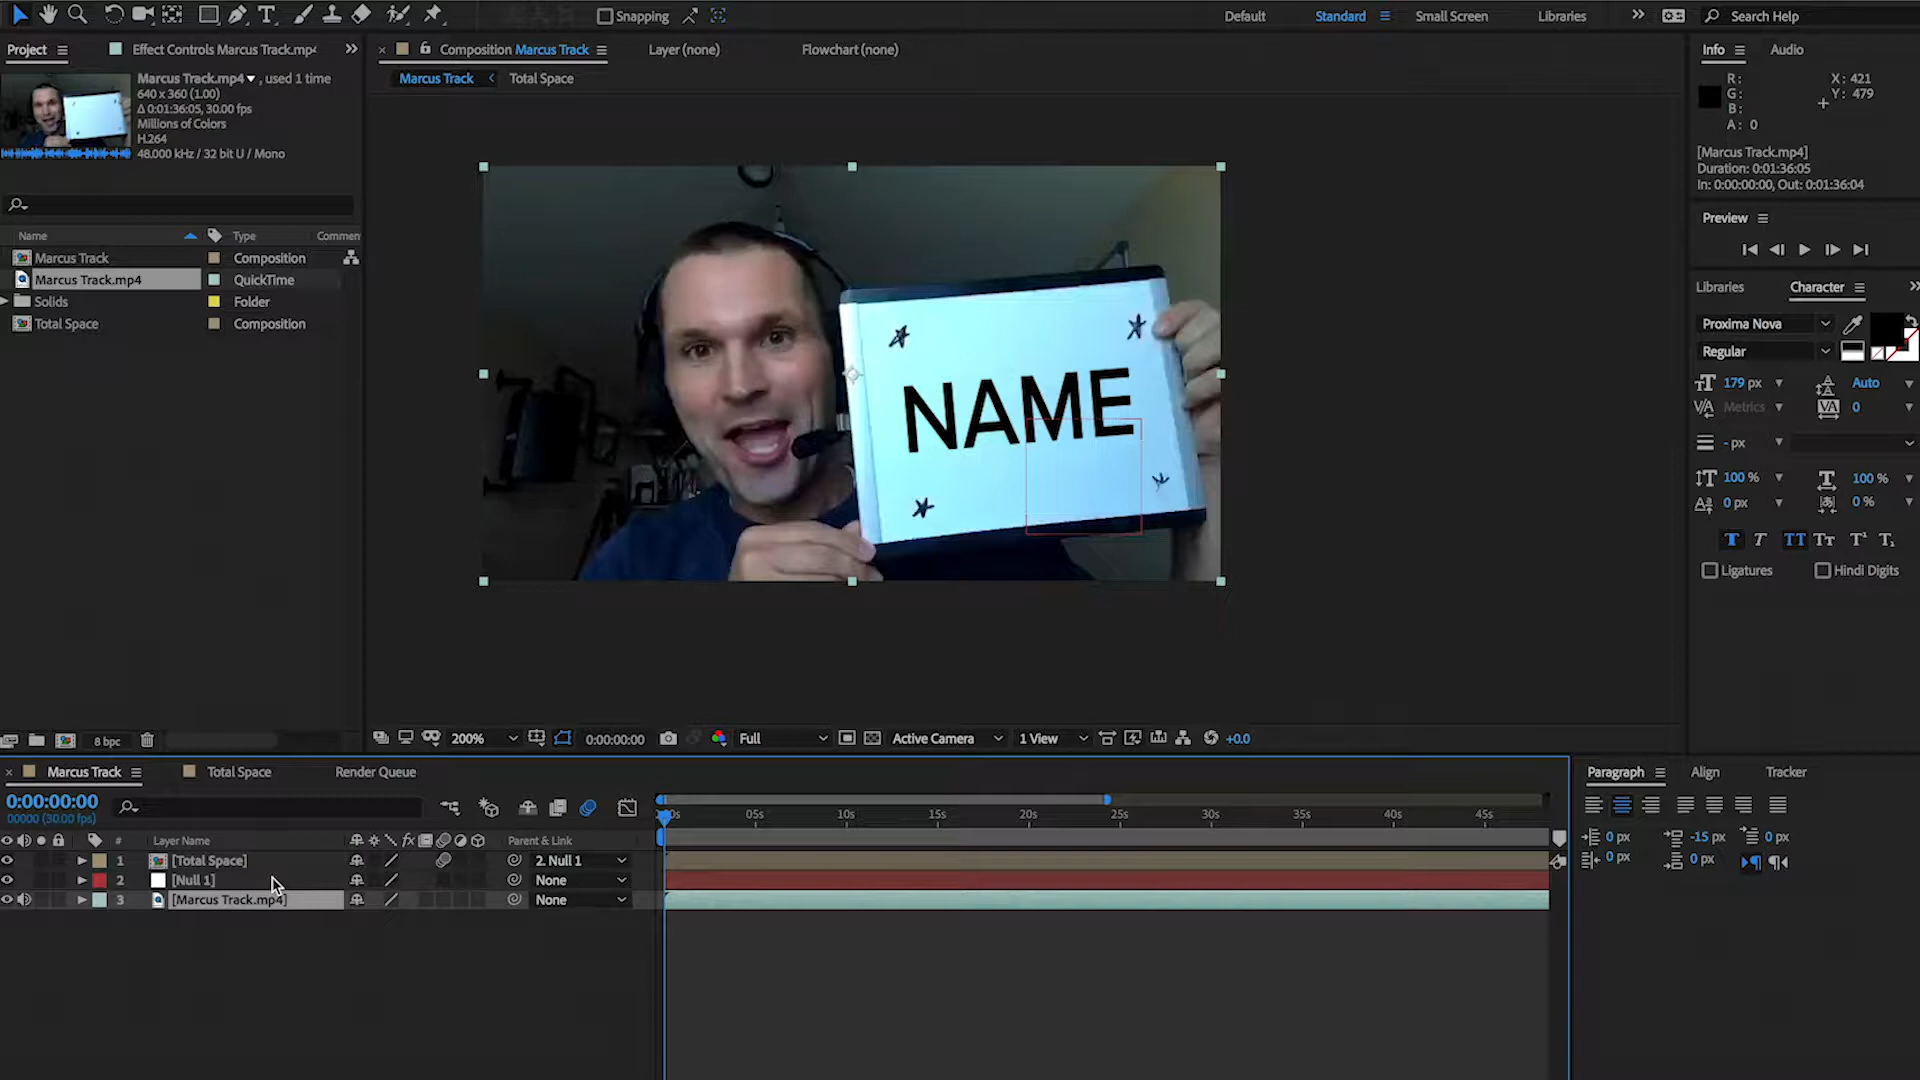 Snapping
Default
Standard
Small Screen
Libraries
Search Help
Project
Effect Controls Marcus Track.mp4
Composition Marcus Track
Layer (none)
Flowchart (none)
Info
Audio
Marcus Track.mp4, used 1 time
640 x 360 (1.00)
Δ 0:01:36:05, 30.00 fps
Millions of Colors
H.264
48.000 kHz / 32 bit U / Mono
Marcus Track
Total Space
R:
G:
B:
A: 0
X: 421
Y: 479
[Marcus Track.mp4]
Duration: 0:01:36:05
In: 0:00:00:00, Out: 0:01:36:04
Preview
Name
Type
Commen
Marcus Track
Composition
Marcus Track.mp4
QuickTime
Solids
Folder
Total Space
Composition
NAME
Libraries
Character
Proxima Nova
Regular
179 px
Auto
Metrics
0
- px
100 %
100 %
0 px
0 %
Ligatures
Hindi Digits
8 bpc
200%
0:00:00:00
Full
Active Camera
1 View
+0.0
Marcus Track
Total Space
Render Queue
Paragraph
Align
Tracker
0:00:00:00
00000 (30.00 fps)
05s
10s
15s
20s
25s
30s
35s
40s
45s
# Layer Name
Parent & Link
1 [Total Space]
2. Null 1
2 [Null 1]
None
3 [Marcus Track.mp4]
None
0 px
-15 px
0 px
0 px
0 px